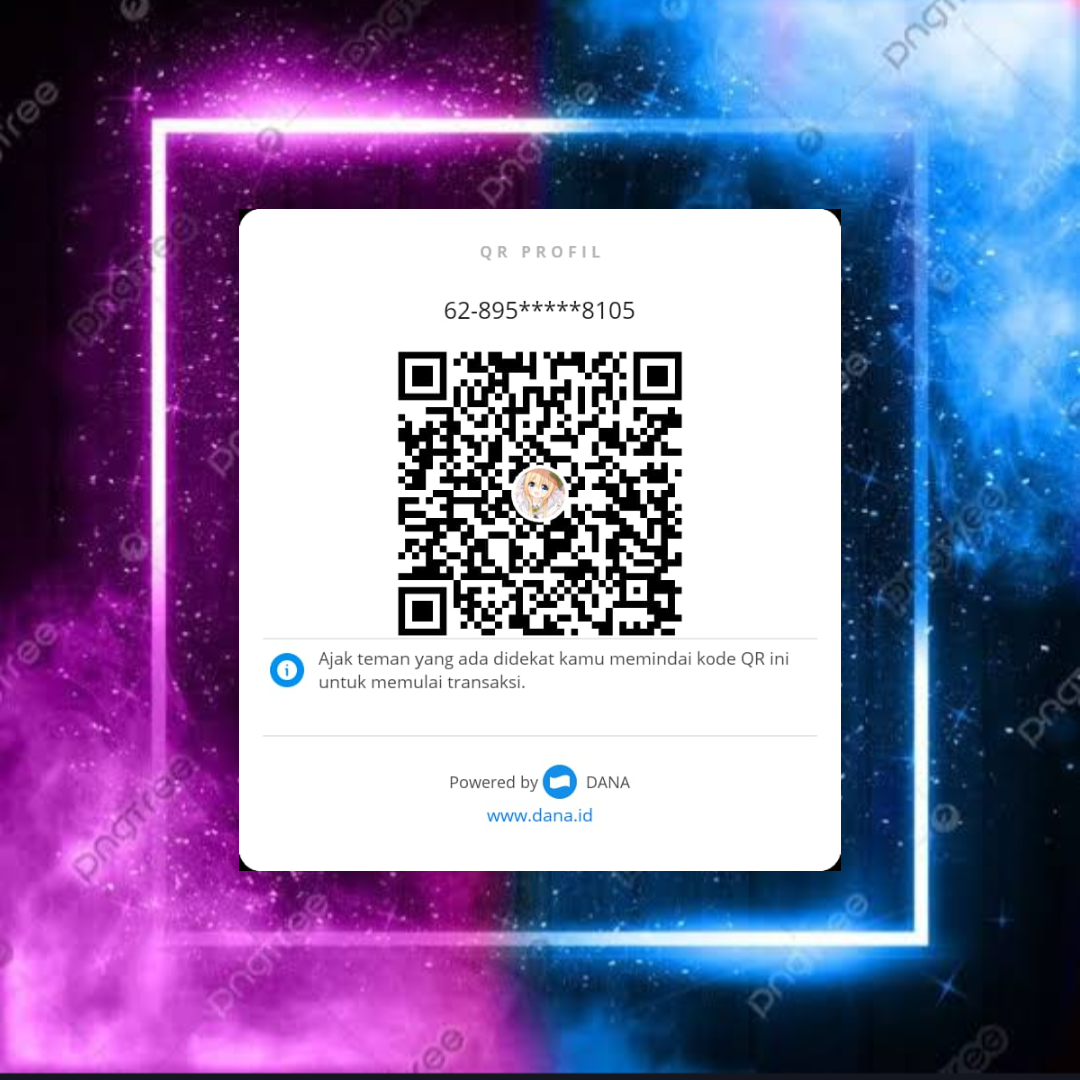 QR PROFIL
62-895*****8105
Ajak teman yang ada didekat kamu memindai kode QR ini
untuk memulai transaksi.
Powered by DANA
www.dana.id
pngtree